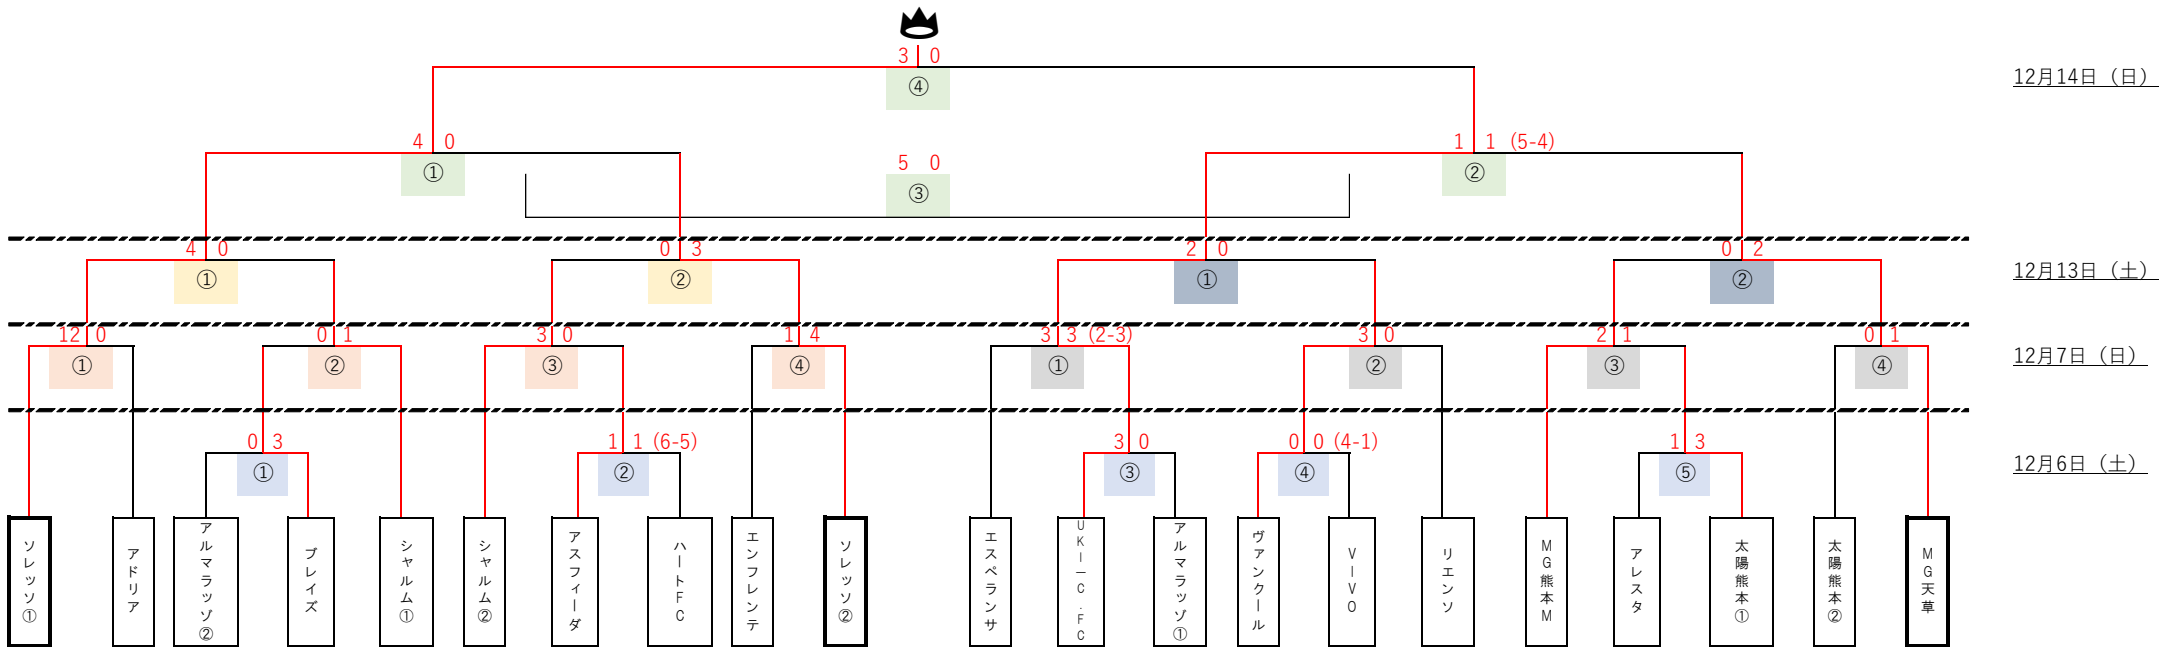 3 0
④
12月14日（日）
4 0
1 1 (5-4)
①
5 0
②
③
4 0
0 3
2 0
0 2
①
②
①
②
12月13日（土）
12 0
0 1
3 0
1 4
3 3 (2-3)
3 0
2 1
0 1
①
②
③
④
①
②
③
④
12月7日（日）
0 3
1 1 (6-5)
3 0
0 0 (4-1)
1 3
①
②
③
④
⑤
12月6日（土）
ソレッソ①
アドリア
アルマラッゾ②
ブレイズ
シャルム①
シャルム②
アスフィーダ
ハートFC
エンフレンテ
ソレッソ②
エスペランサ
UKI－C.FC
アルマラッゾ①
ヴァンクール
VIVO
リエンソ
MG熊本M
アレスタ
太陽熊本①
太陽熊本②
MG天草